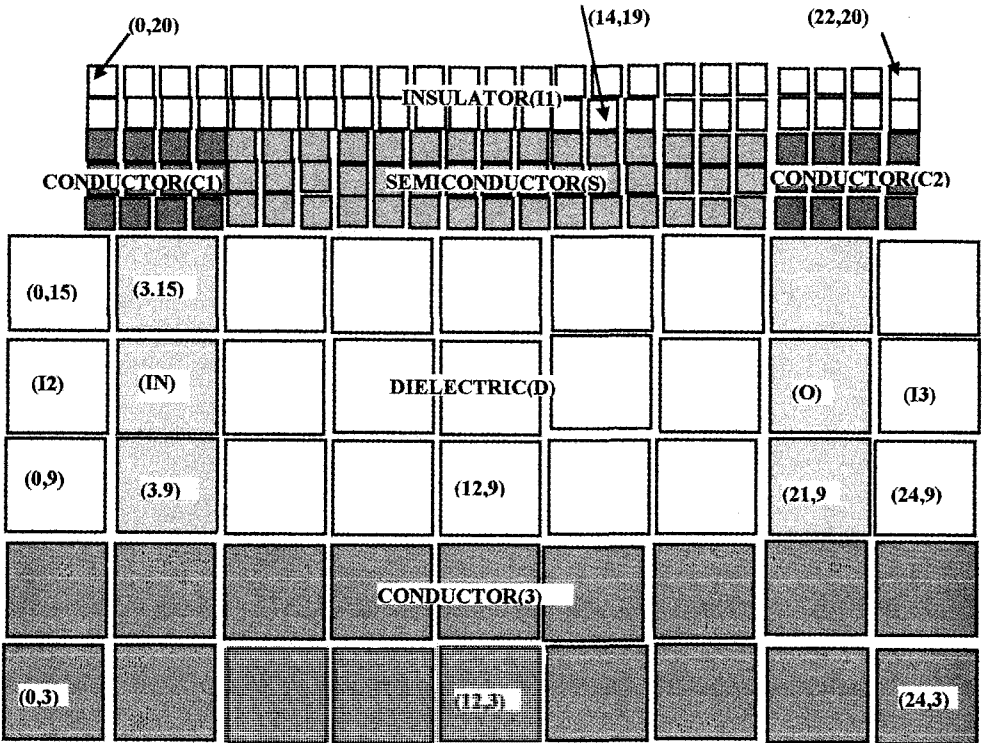 (0,20)
(14,19)
(22,20)
INSULATOR(I1)
CONDUCTOR(C1)
SEMICONDUCTOR(S)
CONDUCTOR(C2)
(0,15)
(3.15)
(I2)
(IN)
DIELECTRIC(D)
(O)
(I3)
(0,9)
(3.9)
(12,9)
(21,9
(24,9)
CONDUCTOR(3)
(0,3)
(12,3)
(24,3)